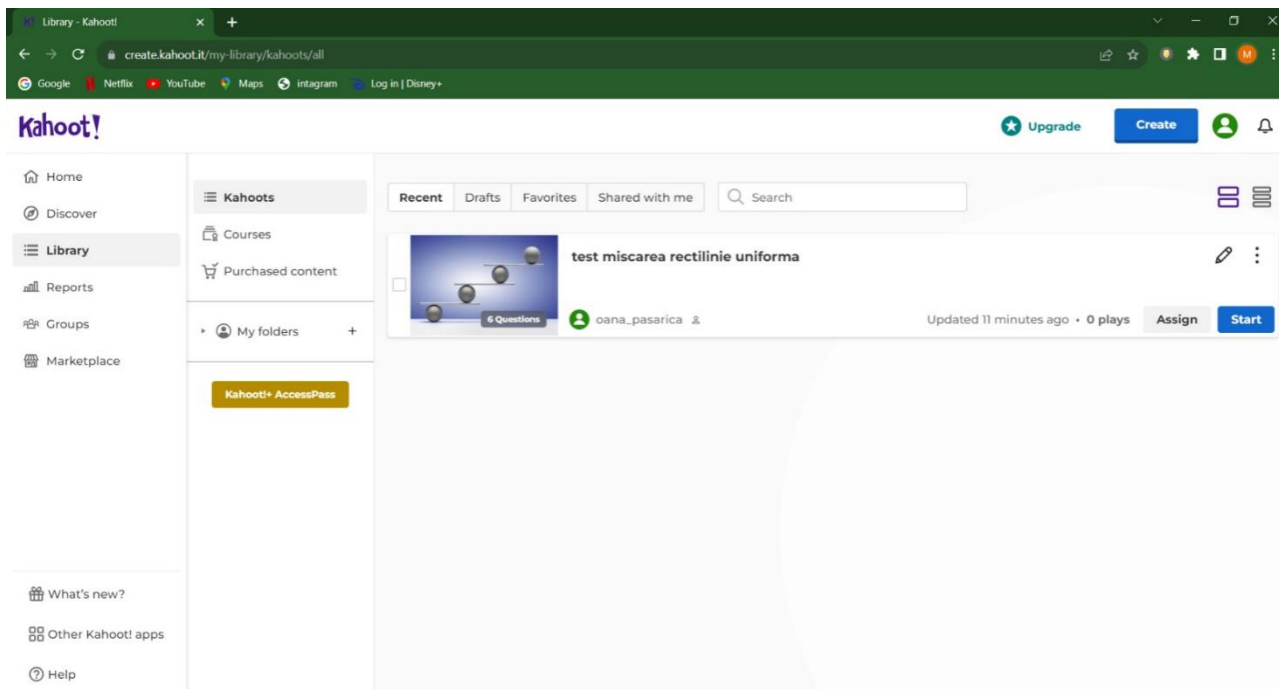 Library - Kahoot!
create.kahoot.it/my-library/kahoots/all
M
Google Netflix YouTube Maps intagram Log in | Disney+
Kahoot!
Upgrade
Create
Home
Discover
Library
Reports
Groups
Marketplace
What's new?
Other Kahoot! apps
Help
Kahoots
Courses
Purchased content
My folders +
Kahoot!+ AccessPass
Recent Drafts Favorites Shared with me Search
test miscarea rectilinie uniforma
6 Questions
oana_pasarica
Updated 11 minutes ago • 0 plays Assign Start